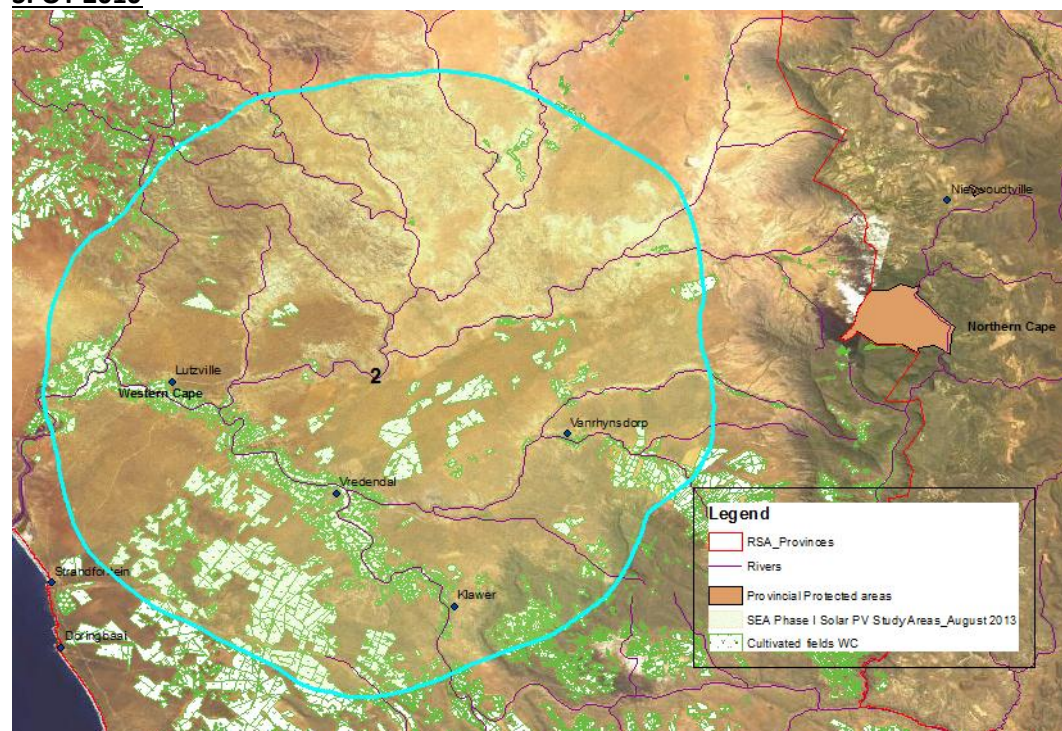 Nieuwoudtville
Northern Cape
Lutzville
2
Western Cape
Vanrhynsdorp
Vredendal
Legend
RSA_Provinces
Rivers
Strandfontein
Provincial Protected areas
Klawer
SEA Phase I Solar PV Study Areas_August 2013
Doringbaai
Cultivated fields WC